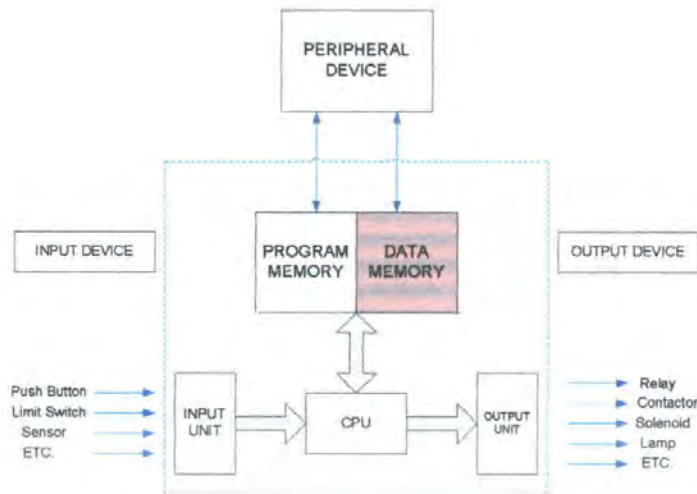 PERIPHERAL
DEVICE
INPUT DEVICE
PROGRAM
MEMORY
DATA
MEMORY
OUTPUT DEVICE
Push Button
Limit Switch
Sensor
ETC.
INPUT
UNIT
CPU
OUTPUT
UNIT
Relay
Contactor
Solenoid
Lamp
ETC.